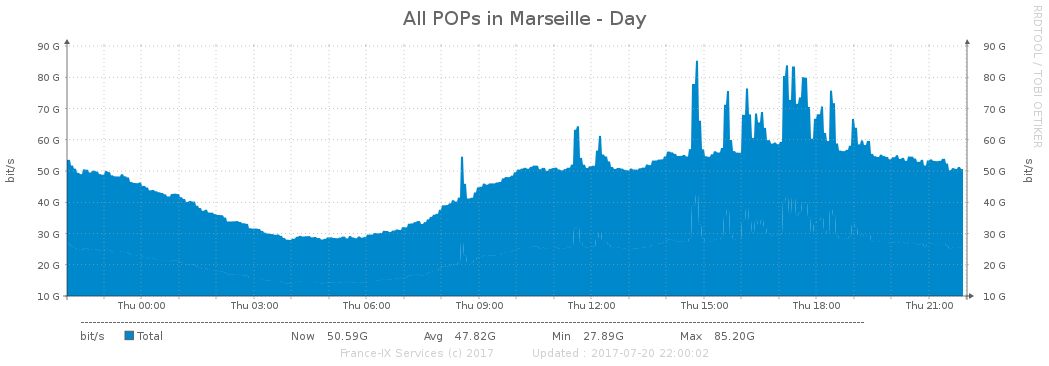 All POPs in Marseille - Day
RRDTOOL / TOBI OETIKER
bit/s
bit/s
90 G 90 G
80 G 80 G
70 G 70 G
60 G 60 G
50 G 50 G
40 G 40 G
30 G 30 G
20 G 20 G
10 G 10 G
Thu 00:00 Thu 03:00 Thu 06:00 Thu 09:00 Thu 12:00 Thu 15:00 Thu 18:00 Thu 21:00
bit/s Total Now 50.59G Avg 47.82G Min 27.89G Max 85.20G
France-IX Services (c) 2017 Updated : 2017-07-20 22:00:02